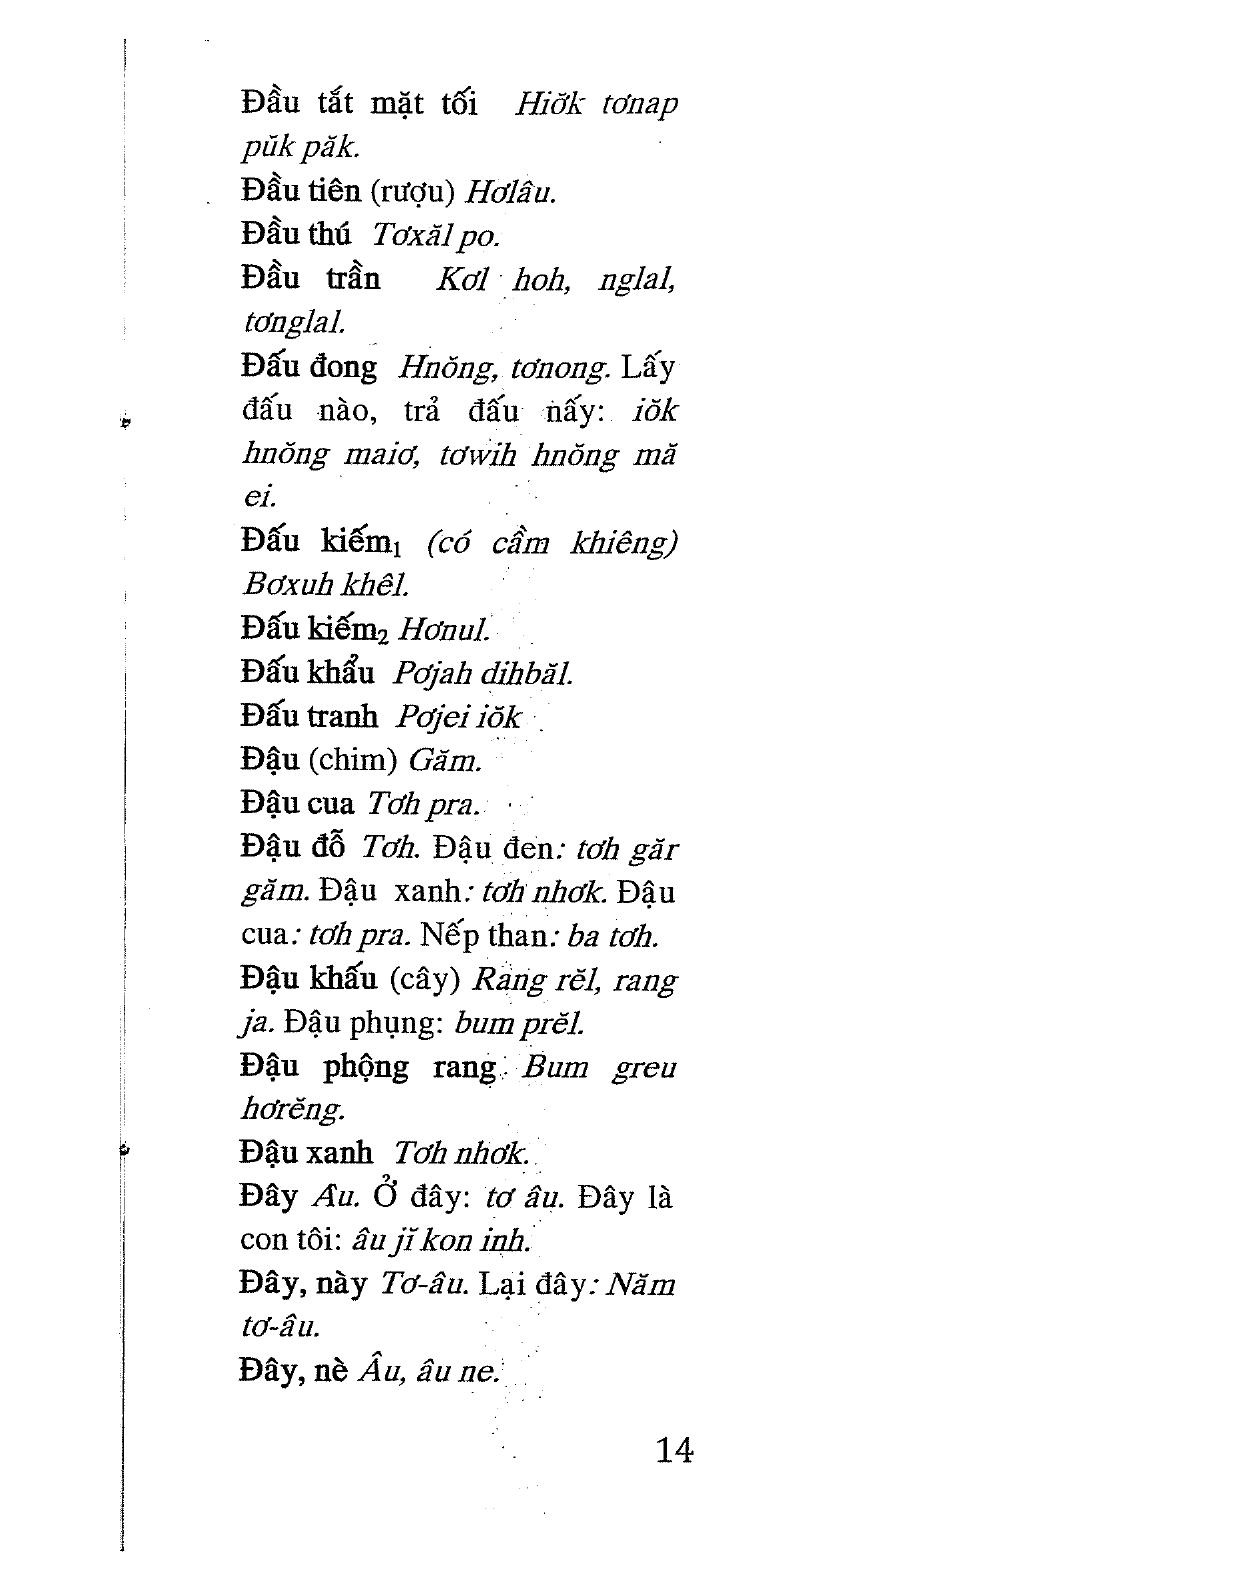 Đầu tắt mặt tối Hiơ̆k tơnap
pŭk păk.
Đầu tiên (rượu) Hơlâu.
Đầu thú Tơxăl po.
Đầu trần Kơl hoh, nglal,
tơnglal.
Đấu đong Hnŏng, tơnong. Lấy
đấu nào, trả đấu nấy: iŏk
hnŏng maiơ, tơwih hnŏng mă
ei.
Đấu kiếm₁ (có cầm khiêng)
Bơxuh khêl.
Đấu kiếm₂ Hơnul.
Đấu khẩu Pơjah dihbăl.
Đấu tranh Pơjei iŏk
Đậu (chim) Găm.
Đậu cua Tơh pra.
Đậu đỗ Tơh. Đậu đen: tơh găr
găm. Đậu xanh: tơh nhơk. Đậu
cua: tơh pra. Nếp than: ba tơh.
Đậu khấu (cây) Rang rĕl, rang
ja. Đậu phụng: bum prĕl.
Đậu phộng rang Bum greu
hơrĕng.
Đậu xanh Tơh nhơk.
Đây Âu. Ở đây: tơ âu. Đây là
con tôi: âu jĭ kon inh.
Đây, này Tơ-âu. Lại đây: Năm
tơ-âu.
Đây, nè Âu, âu ne.
14